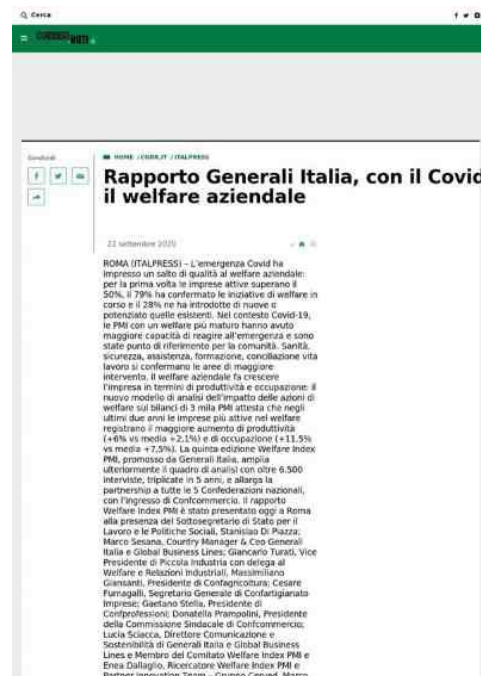 Cerca
Condividi
HOME / CODE.IT / ITALPRESS
Rapporto Generali Italia, con il Covid
il welfare aziendale
22 settembre 2020
ROMA (ITALPRESS) – L'emergenza Covid ha
impresso un salto di qualità al welfare aziendale:
per la prima volta le imprese attive superano il
50%, il 79% ha confermato le iniziative di welfare in
corso e il 28% ne ha introdotte di nuove o
potenziato quelle esistenti. Nel contesto Covid-19,
le PMI con un welfare più maturo hanno avuto
maggiore capacità di reagire all'emergenza e sono
state punto di riferimento per la comunità. Sanità,
sicurezza, assistenza, formazione, conciliazione vita
lavoro si confermano le aree di maggiore
intervento. Il welfare aziendale fa crescere
l'impresa in termini di produttività e occupazione: il
nuovo modello di analisi dell'impatto delle azioni di
welfare sui bilanci di 3 mila PMI attesta che negli
ultimi due anni le imprese più attive nel welfare
registrano il maggiore aumento di produttività
(+6% vs media +2,1%) e di occupazione (+11,5%
vs media +7,5%). La quinta edizione Welfare Index
PMI, promosso da Generali Italia, amplia
ulteriormente il quadro di analisi con oltre 6.500
interviste, triplicate in 5 anni, e allarga la
partnership a tutte le 5 Confederazioni nazionali,
con l'ingresso di Confcommercio. Il rapporto
Welfare Index PMI è stato presentato oggi a Roma
alla presenza del Sottosegretario di Stato per il
Lavoro e le Politiche Sociali, Stanislao Di Piazza;
Marco Sesana, Country Manager & Ceo Generali
Italia e Global Business Lines; Giancarlo Turati, Vice
Presidente di Piccola Industria con delega al
Welfare e Relazioni Industriali, Massimiliano
Giansanti, Presidente di Confagricoltura; Cesare
Fumagalli, Segretario Generale di Confartigianato
Imprese; Gaetano Stella, Presidente di
Confprofessioni; Donatella Prampolini, Presidente
della Commissione Sindacale di Confcommercio;
Lucia Sciacca, Direttore Comunicazione e
Sostenibilità di Generali Italia e Global Business
Lines e Membro del Comitato Welfare Index PMI e
Enea Dallaglio, Ricercatore Welfare Index PMI e
Partner Innovation Team – Gruppo Cerved. Marco